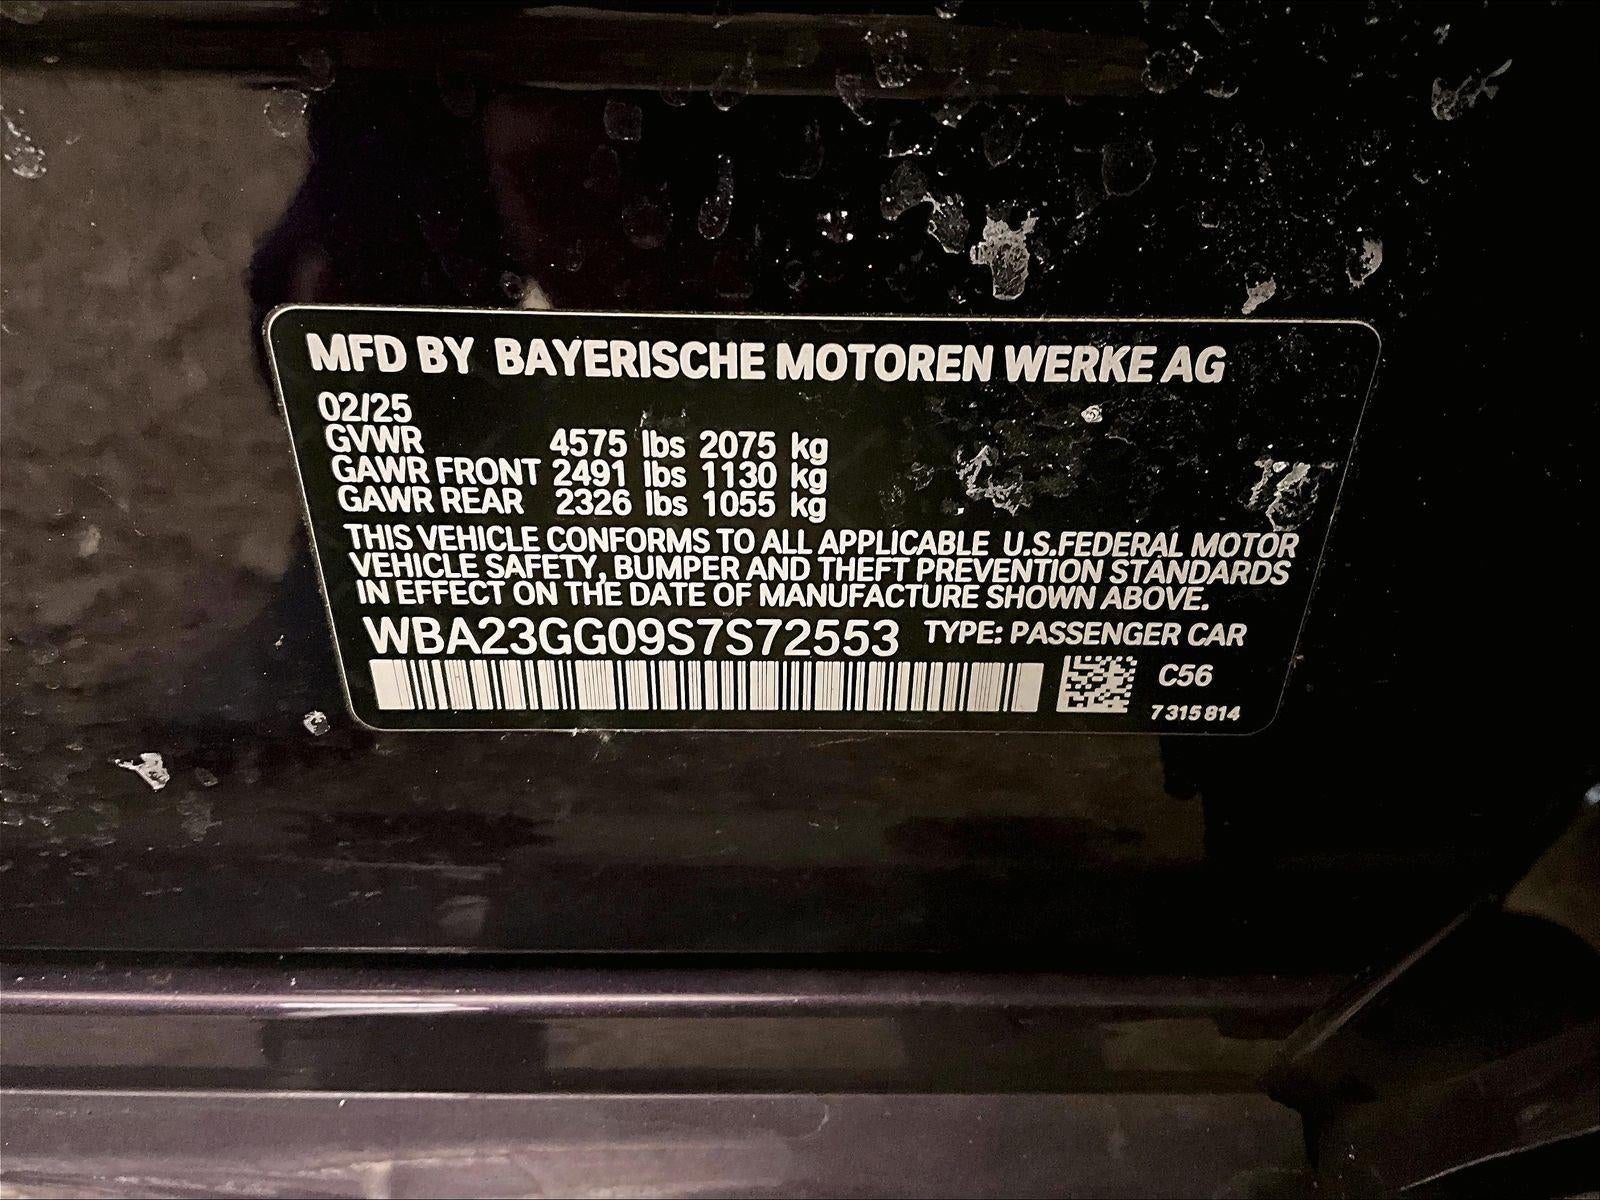 MFD BY BAYERISCHE MOTOREN WERKE AG
02/25
GVWR 4575 lbs 2075 kg
GAWR FRONT 2491 lbs 1130 kg
GAWR REAR 2326 lbs 1055 kg
THIS VEHICLE CONFORMS TO ALL APPLICABLE U.S.FEDERAL MOTOR
VEHICLE SAFETY, BUMPER AND THEFT PREVENTION STANDARDS
IN EFFECT ON THE DATE OF MANUFACTURE SHOWN ABOVE.
WBA23GG09S7S72553 TYPE: PASSENGER CAR
C56
7 315 814